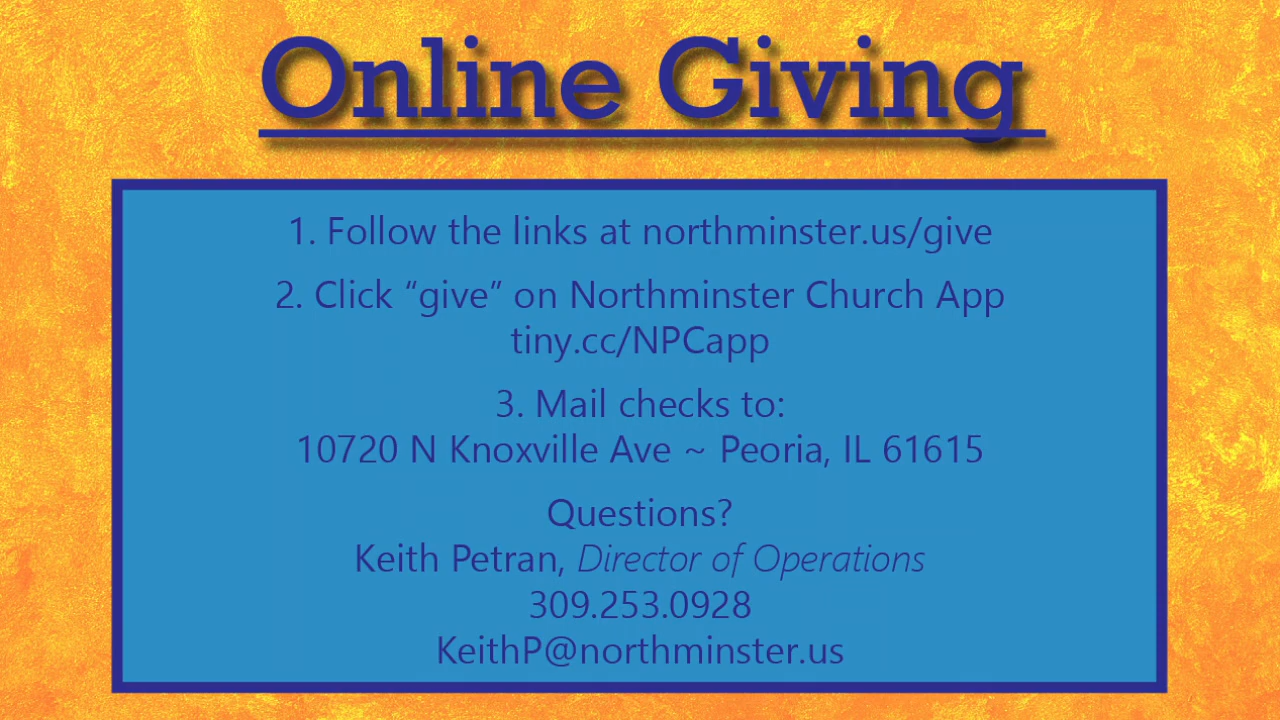 Online Giving
1. Follow the links at northminster.us/give
2. Click “give” on Northminster Church App
tiny.cc/NPCapp
3. Mail checks to:
10720 N Knoxville Ave ~ Peoria, IL 61615
Questions?
Keith Petran, Director of Operations
309.253.0928
KeithP@northminster.us